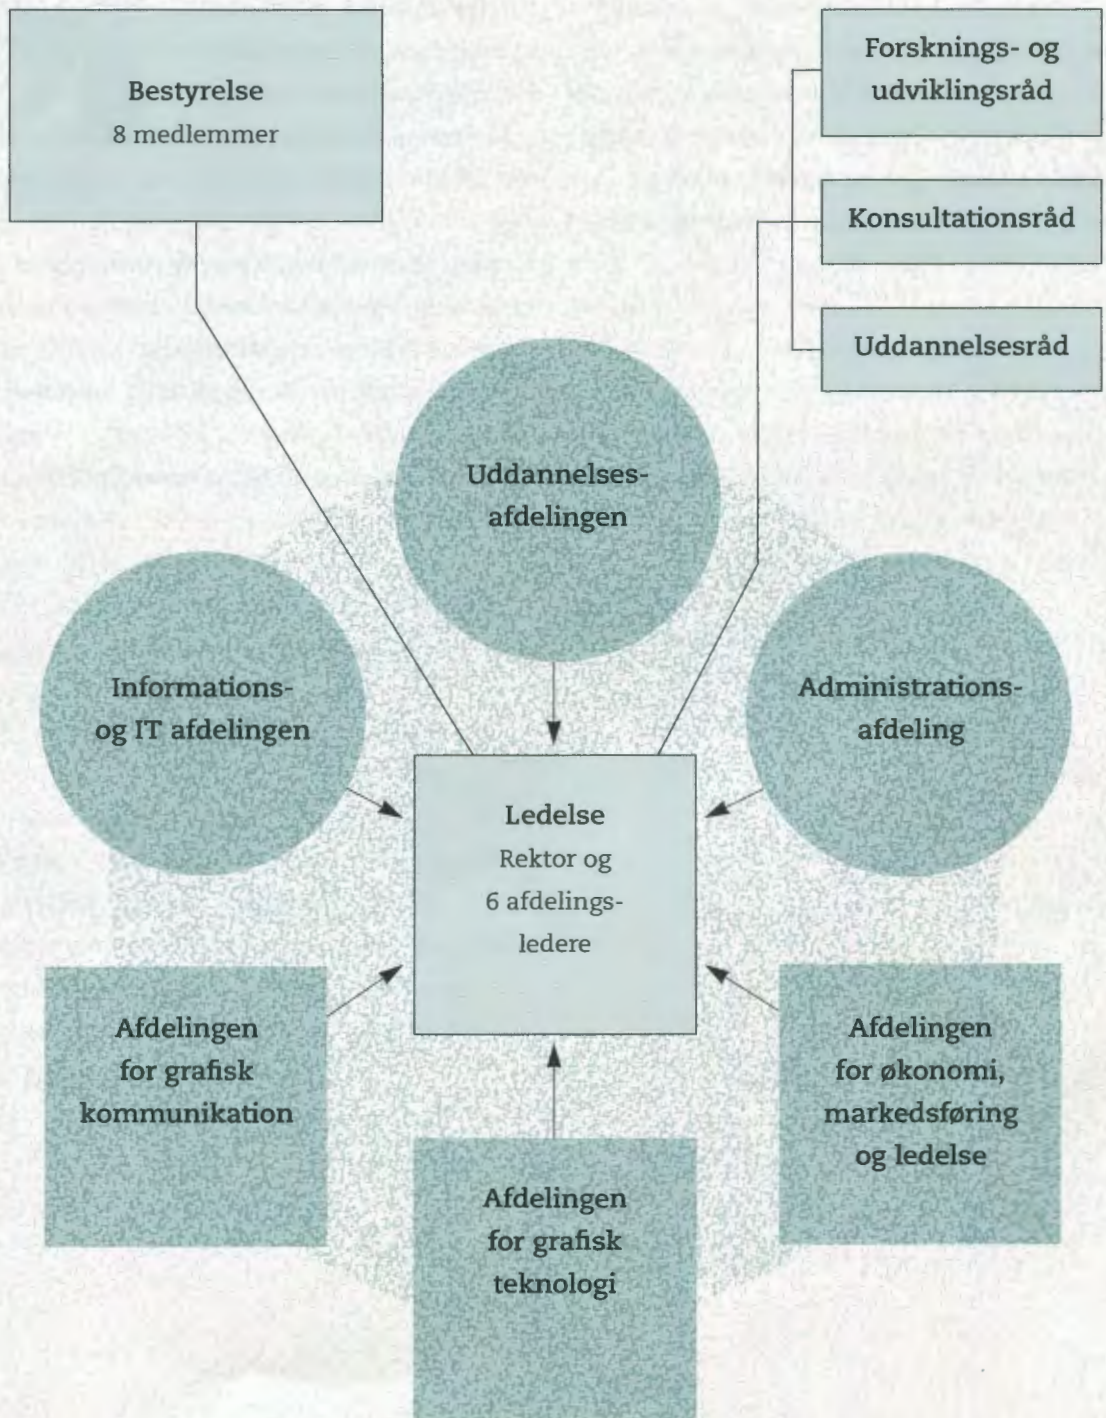 Bestyrelse
8 medlemmer
Forsknings- og
udviklingsråd
Konsultationsråd
Uddannelsesråd
Uddannelses-
afdelingen
Informations-
og IT afdelingen
Administrations-
afdeling
Ledelse
Rektor og
6 afdelings-
ledere
Afdelingen
for grafisk
kommunikation
Afdelingen
for grafisk
teknologi
Afdelingen
for økonomi,
markedsføring
og ledelse